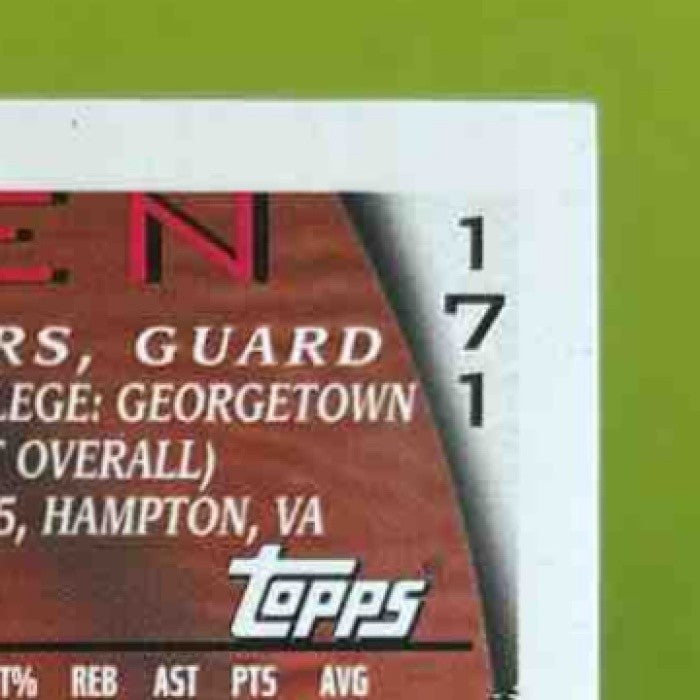 EN
1
7
1
RS, GUARD
LEGE: GEORGETOWN
OVERALL)
5, HAMPTON, VA
Topps
T% REB AST PTS AVG